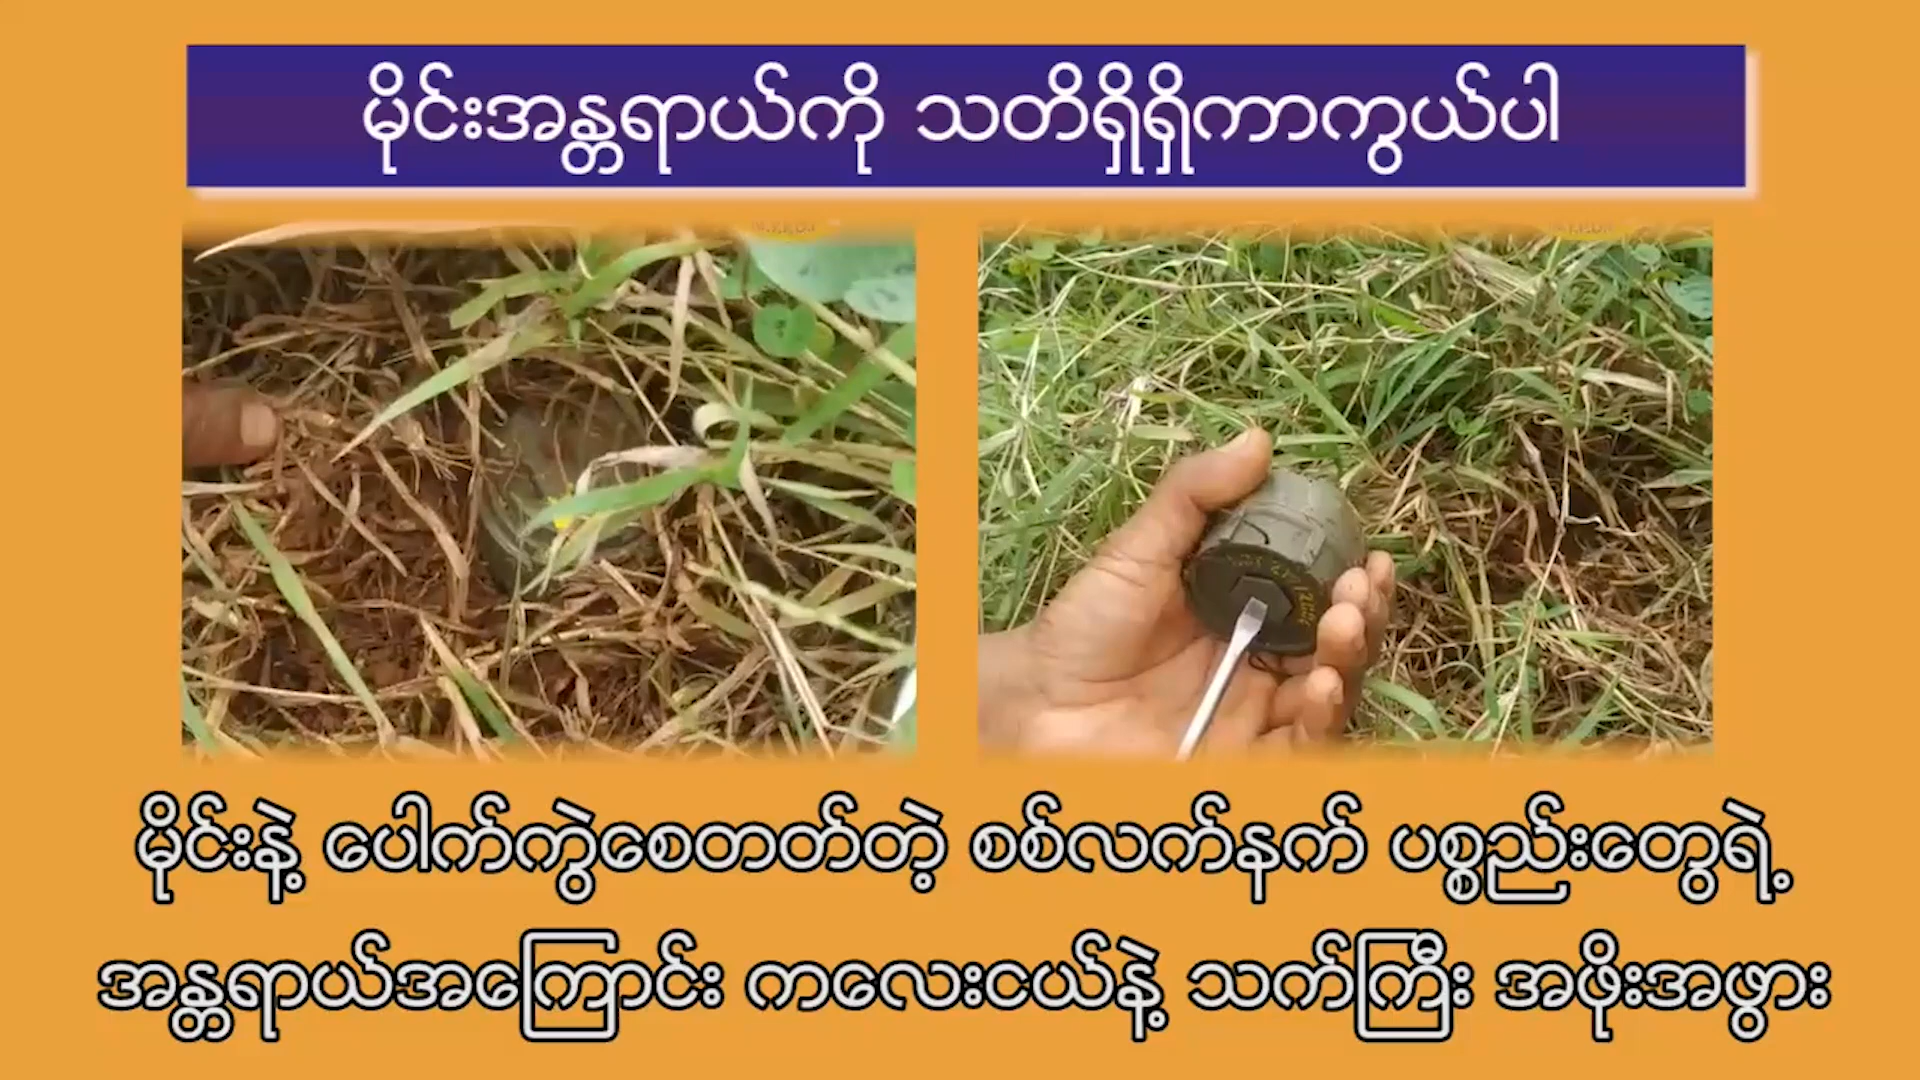 မိုင်းအန္တရာယ်ကို သတိရှိရှိကာကွယ်ပါ
မိုင်းနဲ့ ပေါက်ကွဲစေတတ်တဲ့ စစ်လက်နက် ပစ္စည်းတွေရဲ့
အန္တရာယ်အကြောင်း ကလေးငယ်နဲ့ သက်ကြီး အဖိုးအဖွား